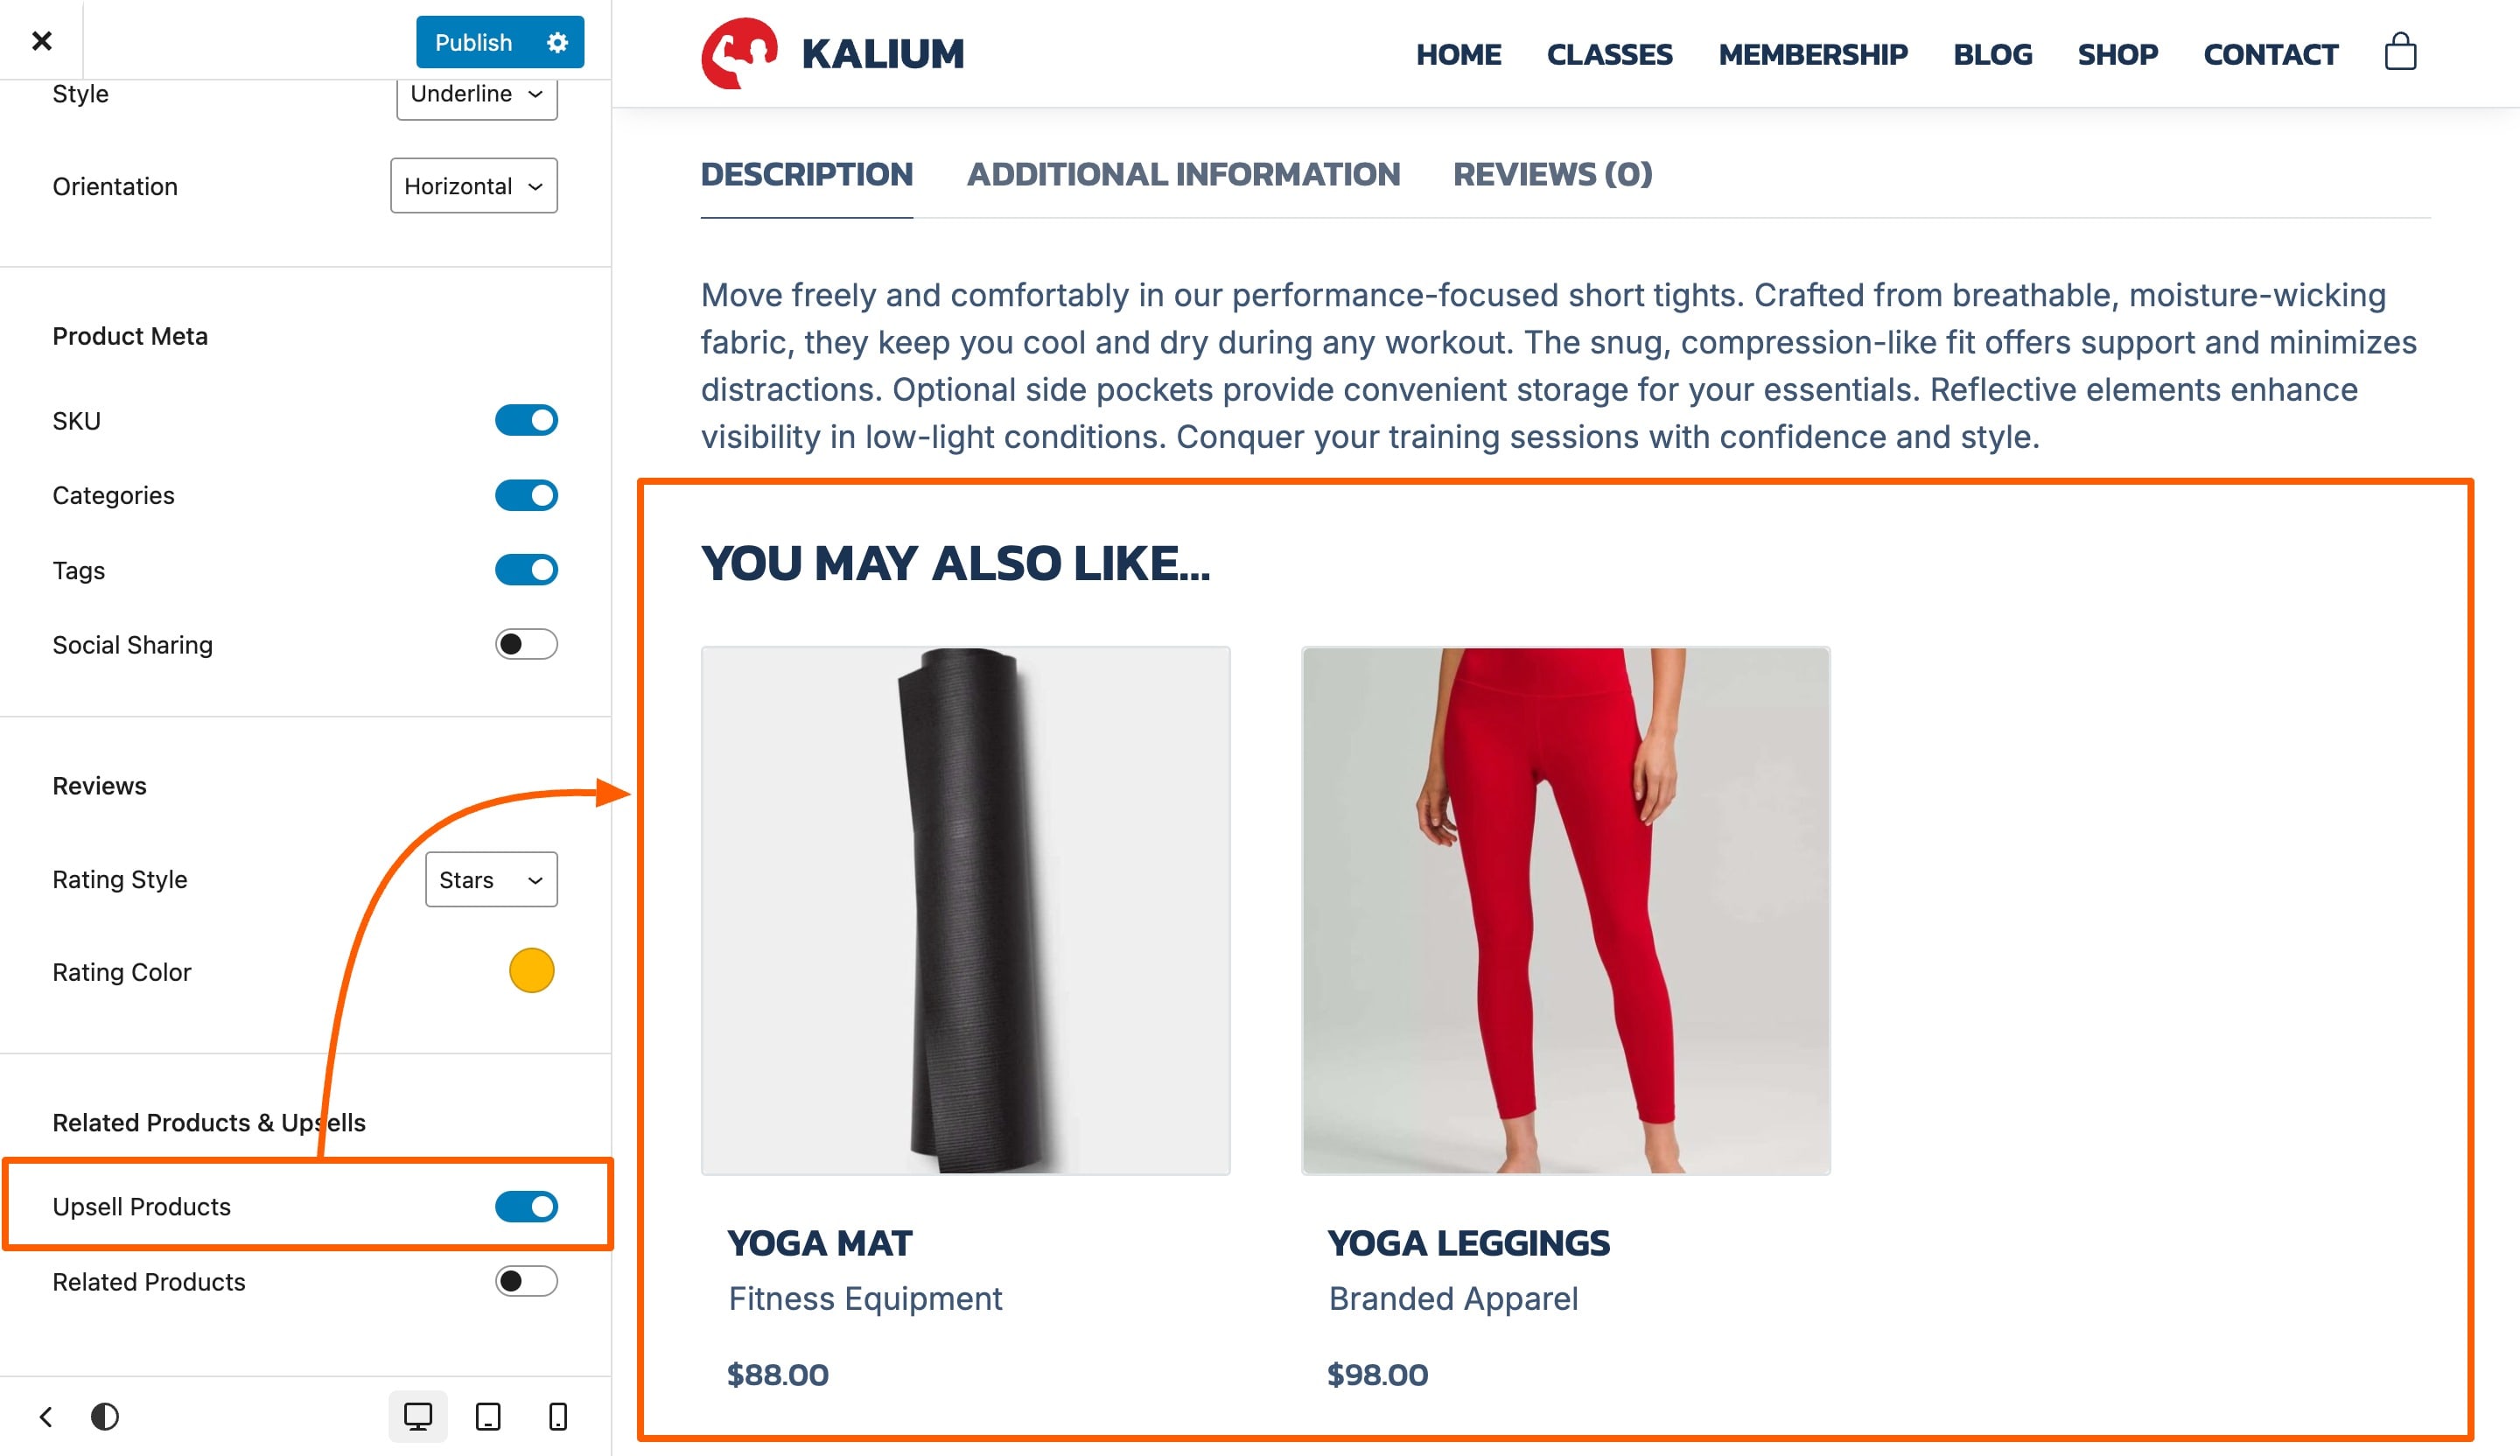 Publish
Style
Underline
Orientation
Horizontal
Product Meta
SKU
Categories
Tags
Social Sharing
Reviews
Rating Style
Stars
Rating Color
Related Products & Upsells
Upsell Products
Related Products
KALIUM
HOME CLASSES MEMBERSHIP BLOG SHOP CONTACT
DESCRIPTION ADDITIONAL INFORMATION REVIEWS (0)
Move freely and comfortably in our performance-focused short tights. Crafted from breathable, moisture-wicking
fabric, they keep you cool and dry during any workout. The snug, compression-like fit offers support and minimizes
distractions. Optional side pockets provide convenient storage for your essentials. Reflective elements enhance
visibility in low-light conditions. Conquer your training sessions with confidence and style.
YOU MAY ALSO LIKE...
YOGA MAT
Fitness Equipment
$88.00
YOGA LEGGINGS
Branded Apparel
$98.00